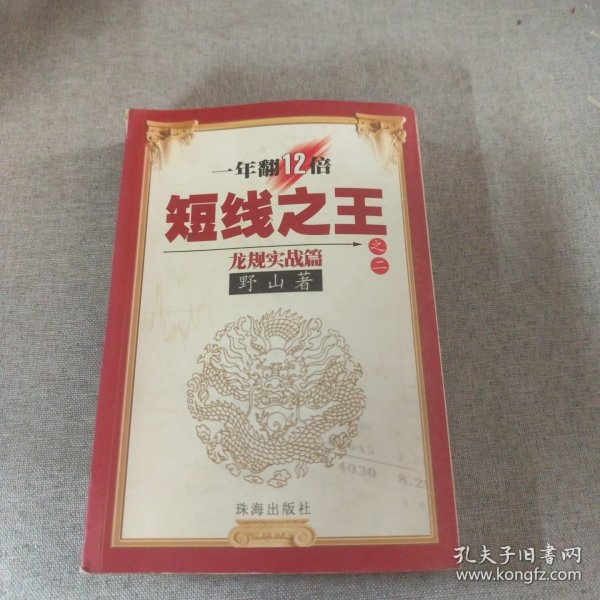 一年翻12倍
短线之王
之二
龙规实战篇
野山著
4030 8.2
珠海出版社
孔夫子旧书网
www.kongfz.com